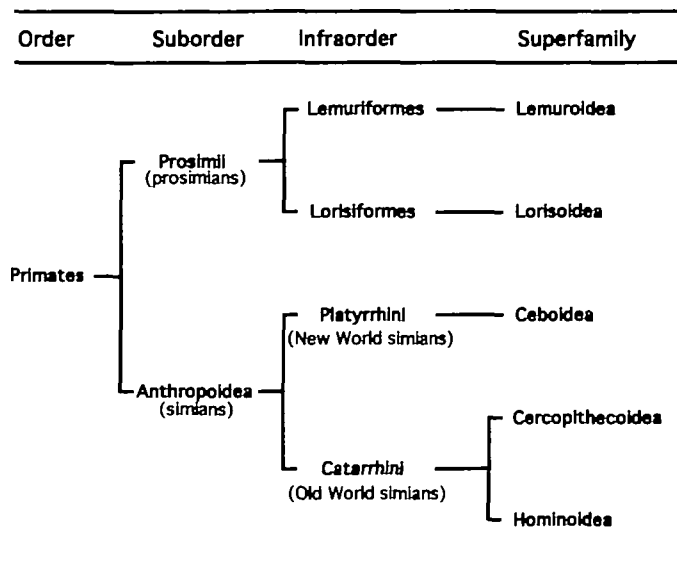 Order Suborder Infraorder Superfamily
Lemuriformes Lemuroidea
Prosimii
(prosimians)
Lorisiformes Lorisoidea
Primates
Platyrrhini Ceboidea
(New World simians)
Anthropoidea
(simians)
Cercopithecoidea
Catarrhini
(Old World simians)
Hominoidea